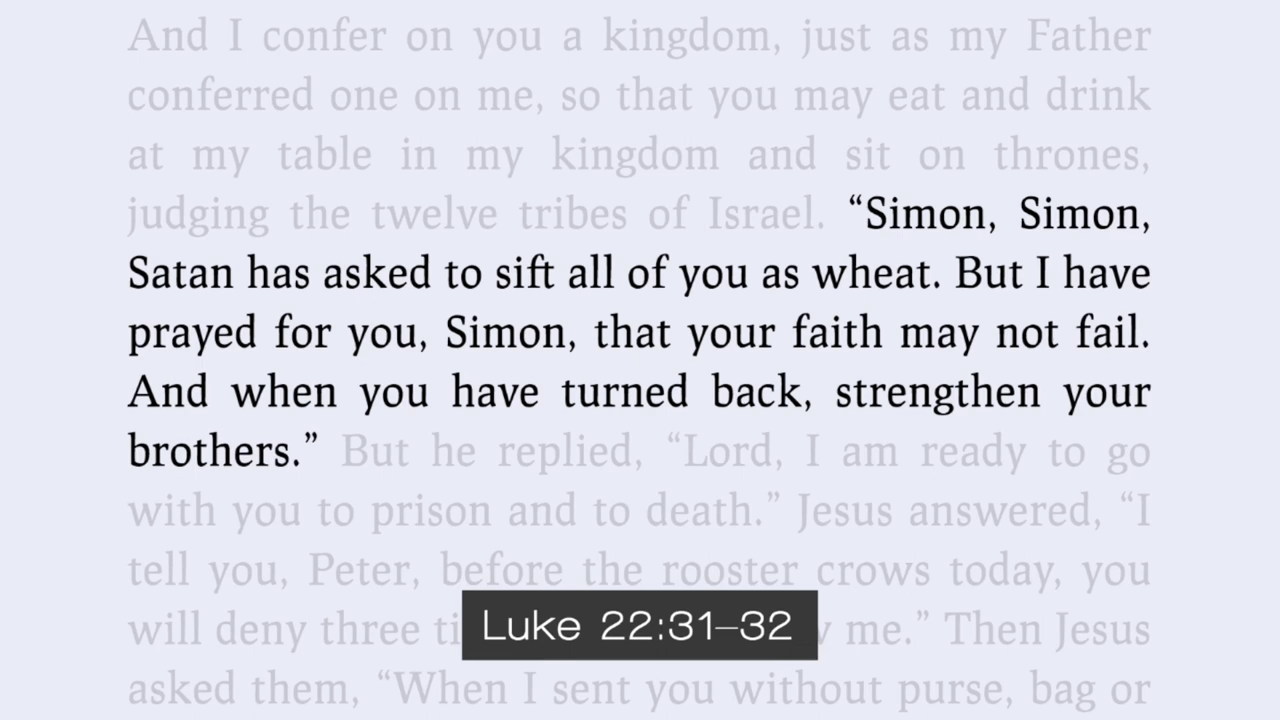 And I confer on you a kingdom, just as my Father
conferred one on me, so that you may eat and drink
at my table in my kingdom and sit on thrones,
judging the twelve tribes of Israel. “Simon, Simon,
Satan has asked to sift all of you as wheat. But I have
prayed for you, Simon, that your faith may not fail.
And when you have turned back, strengthen your
brothers.” But he replied, “Lord, I am ready to go
with you to prison and to death.” Jesus answered, “I
tell you, Peter, before the rooster crows today, you
will deny three me.” Then Jesus
Luke 22:31–32
asked them, “When I sent you without purse, bag or